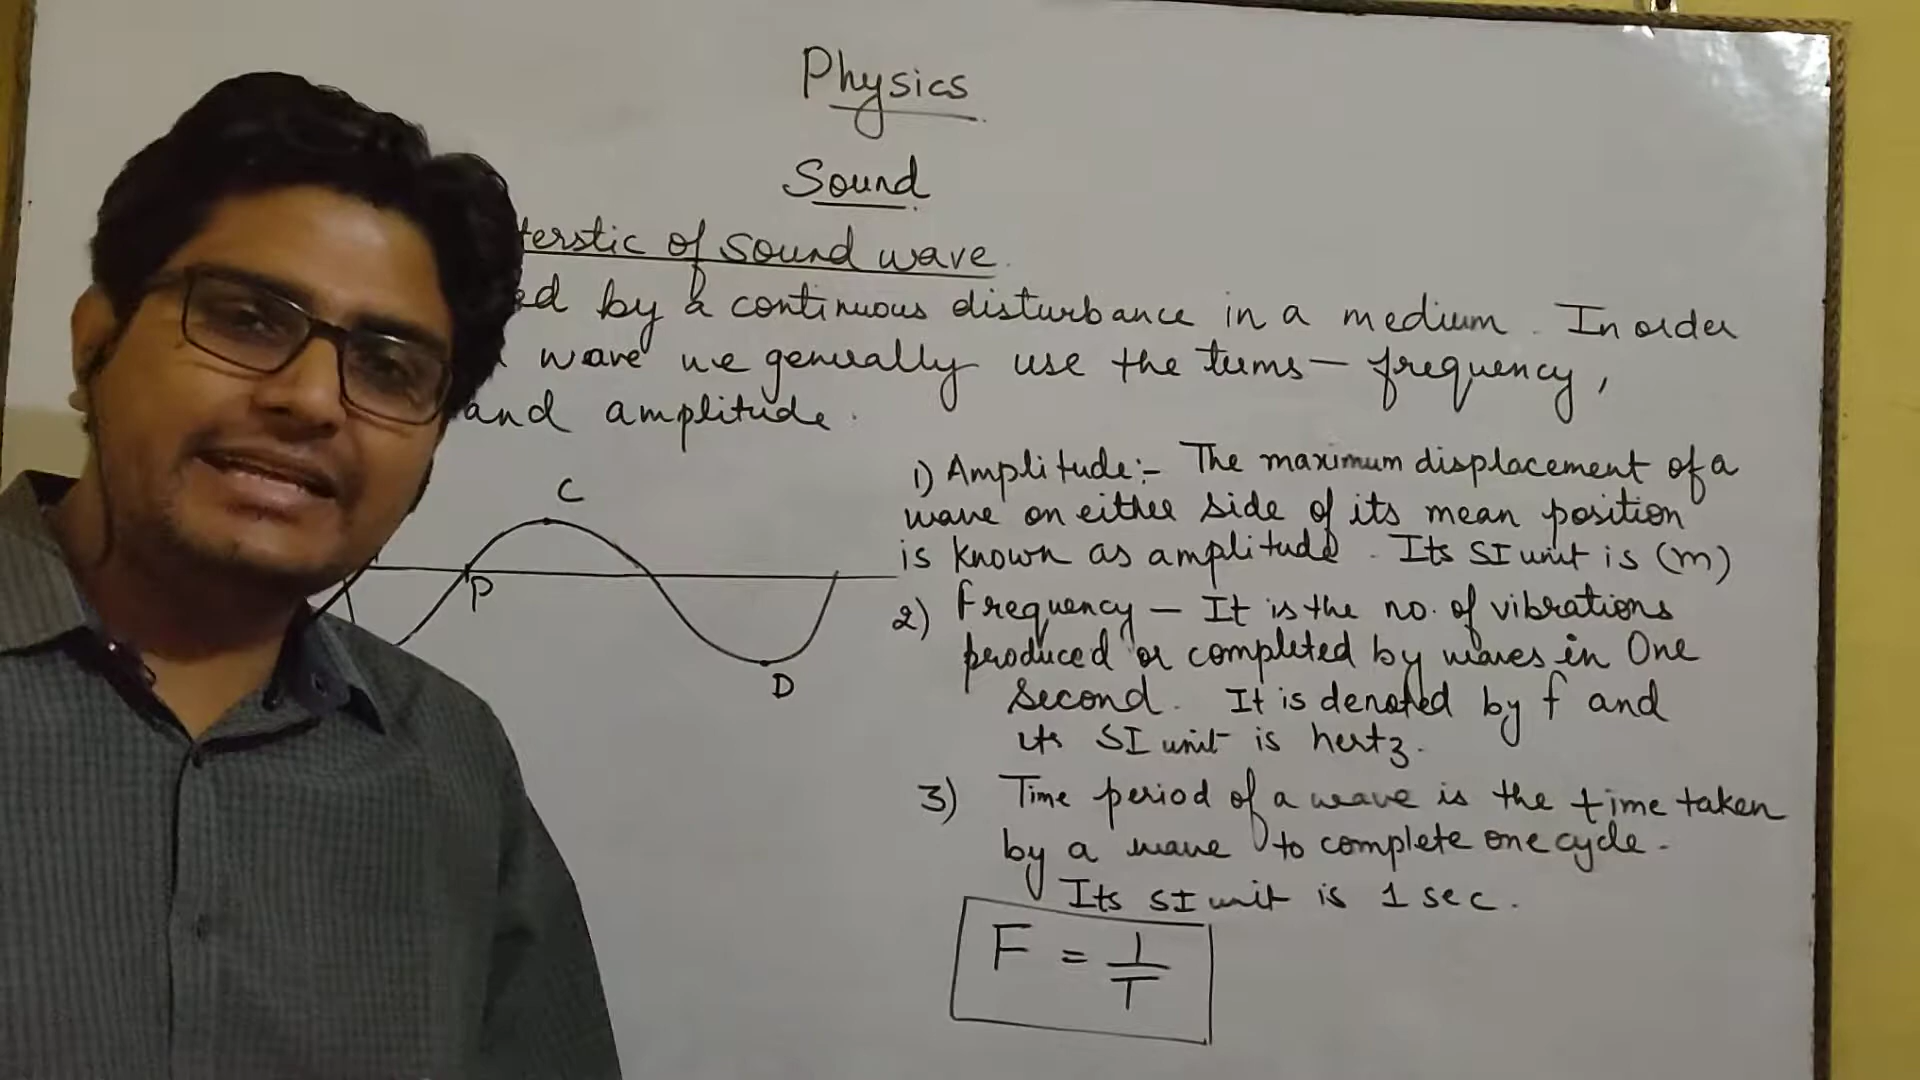 Physics
Sound
terstic of sound wave.
ed by a continuous disturbance in a medium. In order
wave we generally use the terms — frequency,
and amplitude.
C
P
D
1) Amplitude:- The maximum displacement of a
wave on either side of its mean position
is known as amplitude. Its SI unit is (m)
2) Frequency — It is the no. of vibrations
produced or completed by waves in One
Second. It is denoted by f and
its SI unit is hertz.
3) Time period of a wave is the time taken
by a wave to complete one cycle.
Its SI unit is 1 sec.
F = 1/T